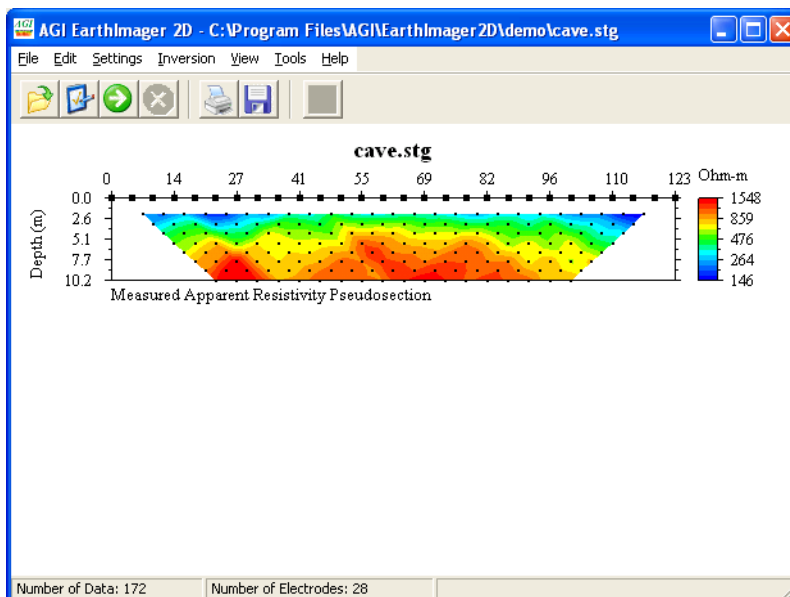 AGI EarthImager 2D - C:\Program Files\AGI\EarthImager2D\demo\cave.stg
File Edit Settings Inversion View Tools Help
cave.stg
0 14 27 41 55 69 82 96 110 123 Ohm-m
0.0 1548
2.6 859
5.1 476
7.7 264
10.2 146
Depth (m)
Measured Apparent Resistivity Pseudosection
Number of Data: 172 Number of Electrodes: 28